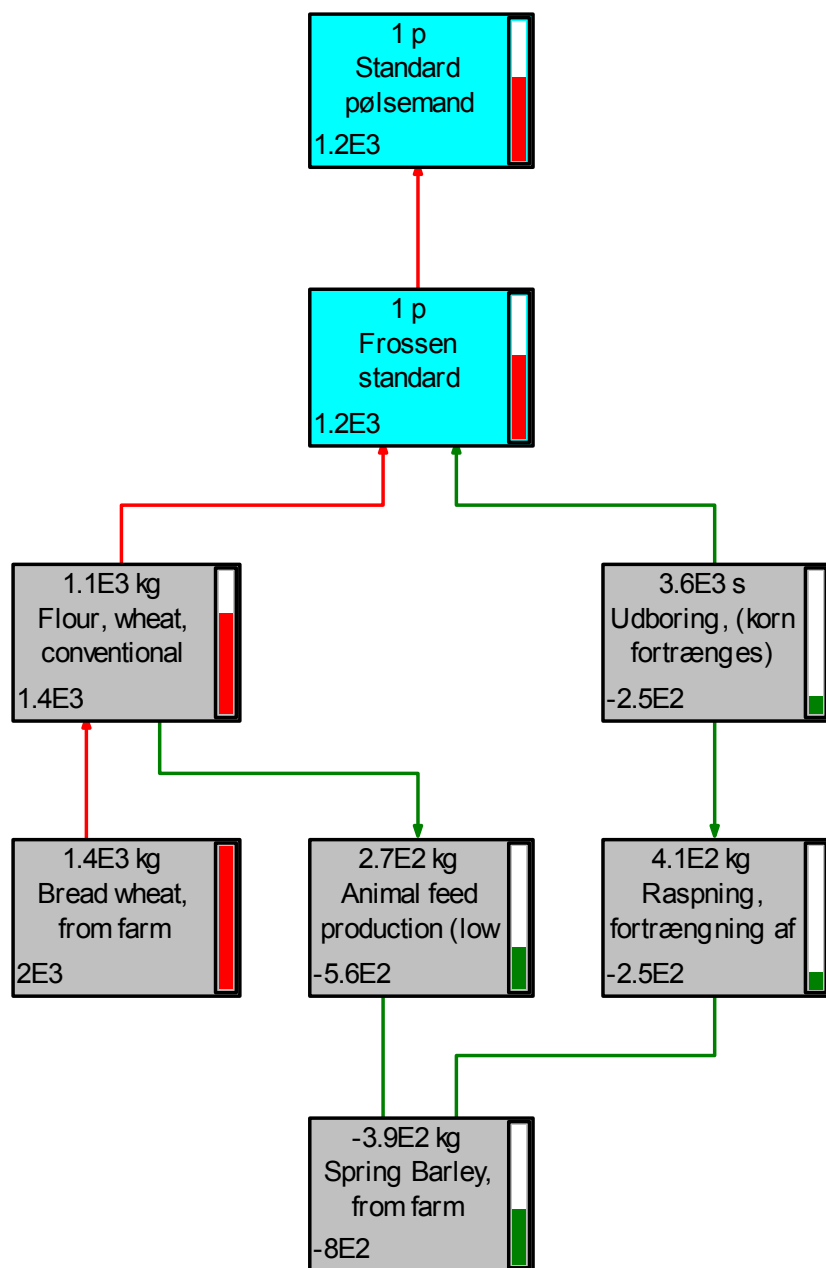 1 p
Standard
pølsemand
1.2E3
1 p
Frossen
standard
1.2E3
1.1E3 kg
Flour, wheat,
conventional
1.4E3
3.6E3 s
Udboring, (korn
fortrænges)
-2.5E2
1.4E3 kg
Bread wheat,
from farm
2E3
2.7E2 kg
Animal feed
production (low
-5.6E2
4.1E2 kg
Raspning,
fortrængning af
-2.5E2
-3.9E2 kg
Spring Barley,
from farm
-8E2